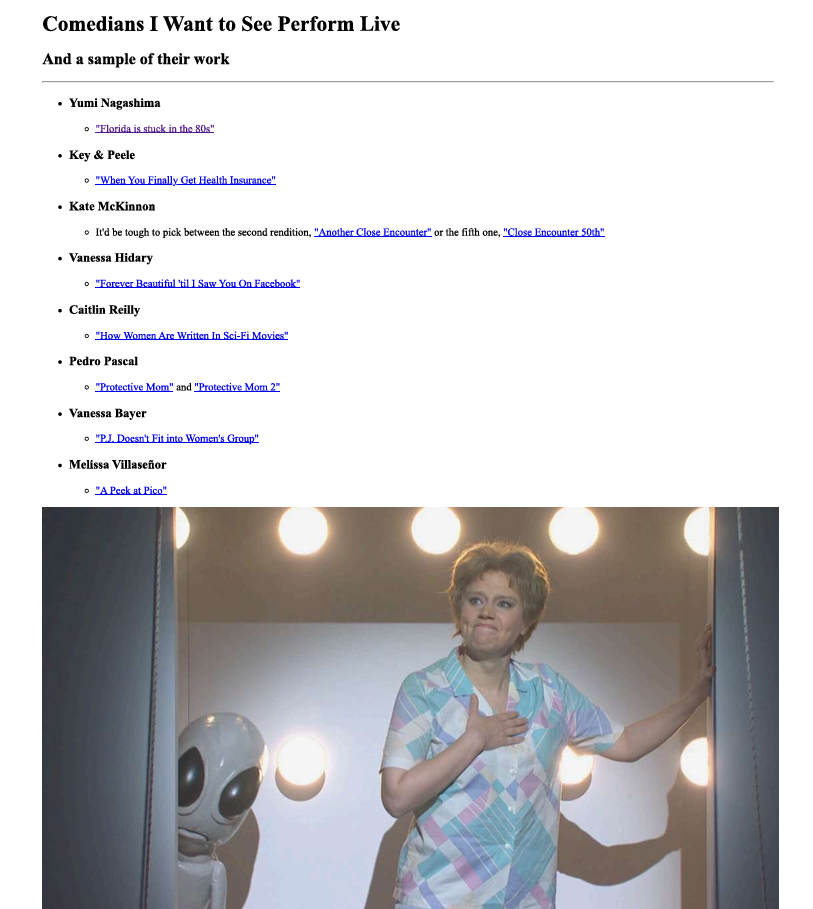 Comedians I Want to See Perform Live
And a sample of their work
Yumi Nagashima
"Florida is stuck in the 80s"
Key & Peele
"When You Finally Get Health Insurance"
Kate McKinnon
It'd be tough to pick between the second rendition, "Another Close Encounter" or the fifth one, "Close Encounter 50th"
Vanessa Hidary
"Forever Beautiful 'til I Saw You On Facebook"
Caitlin Reilly
"How Women Are Written In Sci-Fi Movies"
Pedro Pascal
"Protective Mom" and "Protective Mom 2"
Vanessa Bayer
"P.J. Doesn't Fit into Women's Group"
Melissa Villaseñor
"A Peek at Pico"